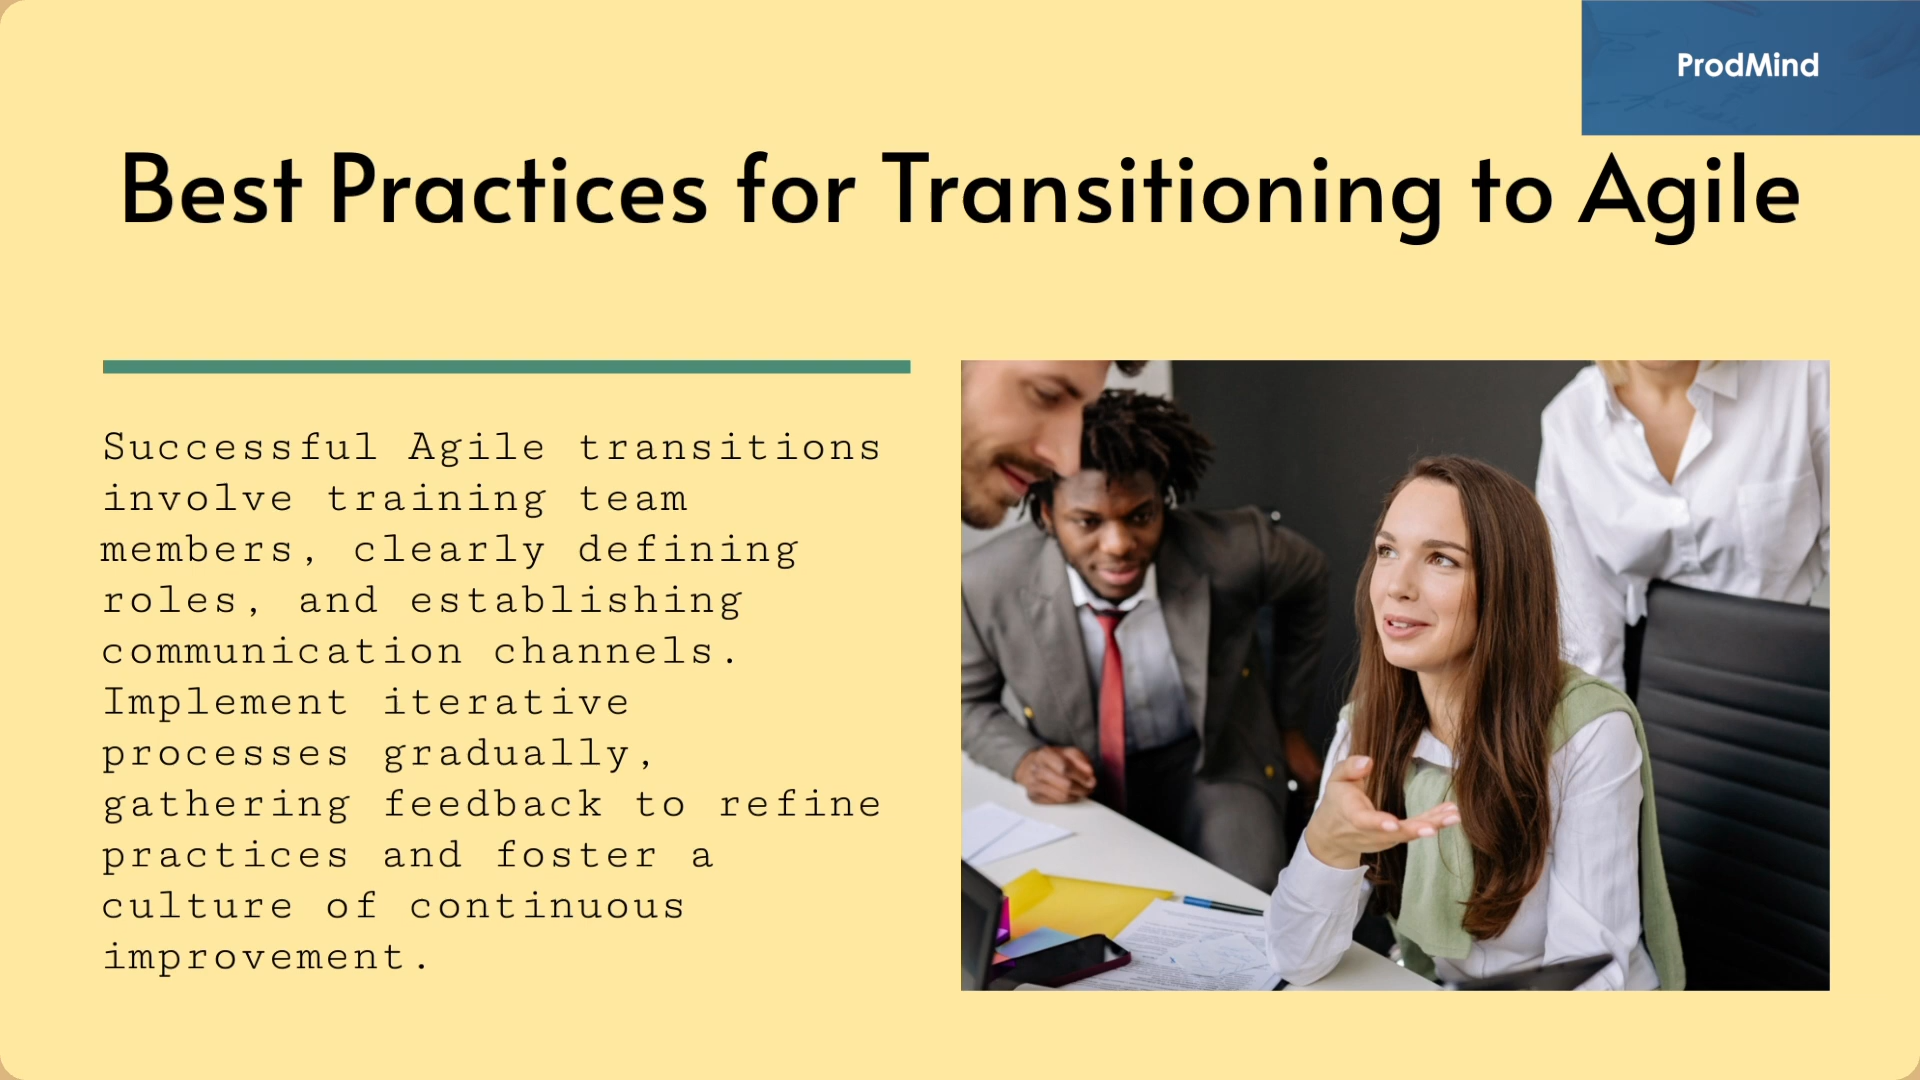 ProdMind
Best Practices for Transitioning to Agile
Successful Agile transitions
involve training team
members, clearly defining
roles, and establishing
communication channels.
Implement iterative
processes gradually,
gathering feedback to refine
practices and foster a
culture of continuous
improvement.